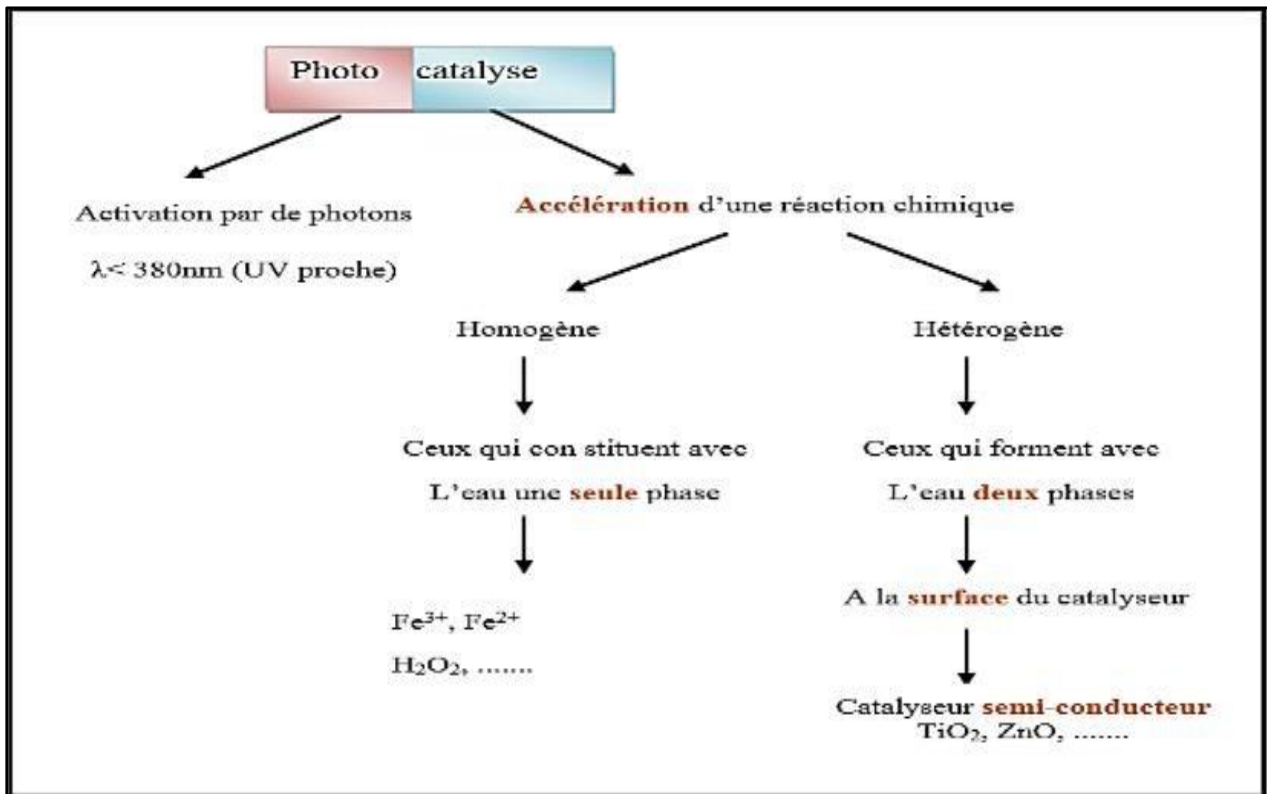 Photo catalyse
Activation par de photons
λ< 380nm (UV proche)
Accélération d'une réaction chimique
Homogène
Hétérogène
Ceux qui con stituent avec
L'eau une seule phase
Ceux qui forment avec
L'eau deux phases
A la surface du catalyseur
Fe³⁺, Fe²⁺
H₂O₂, .......
Catalyseur semi-conducteur
TiO₂, ZnO, .......